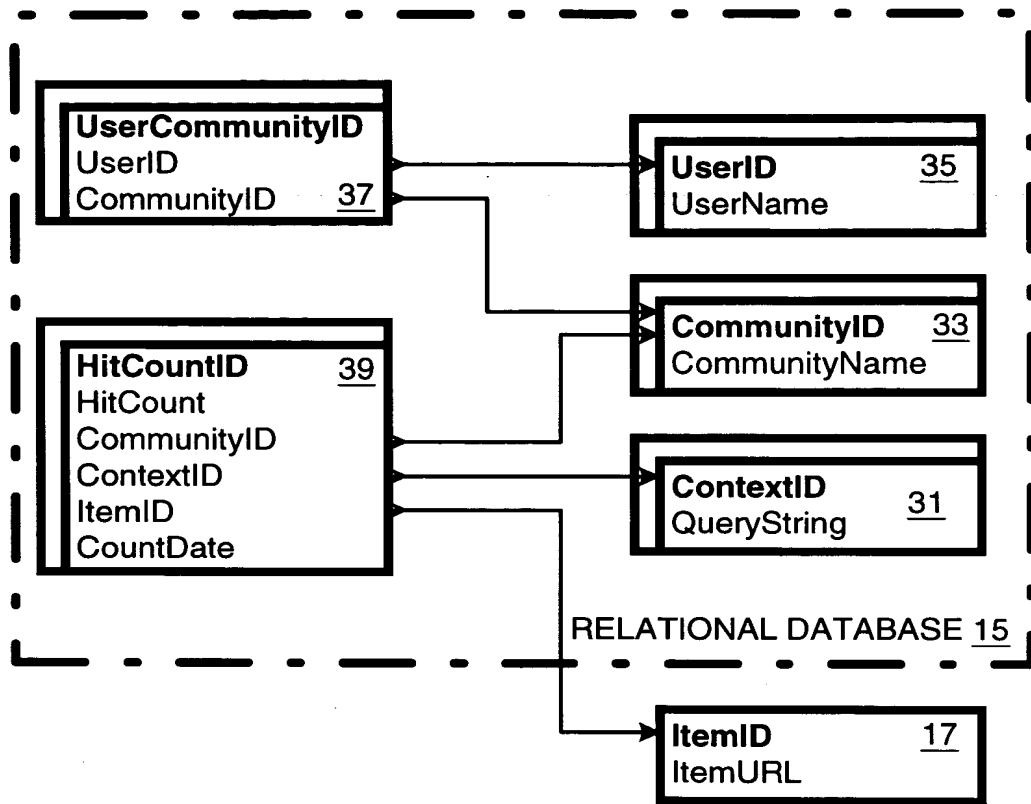 UserCommunityID
UserID
CommunityID 37
UserID 35
UserName
CommunityID 33
CommunityName
HitCountID 39
HitCount
CommunityID
ContextID
ItemID
CountDate
ContextID
QueryString 31
RELATIONAL DATABASE 15
ItemID 17
ItemURL